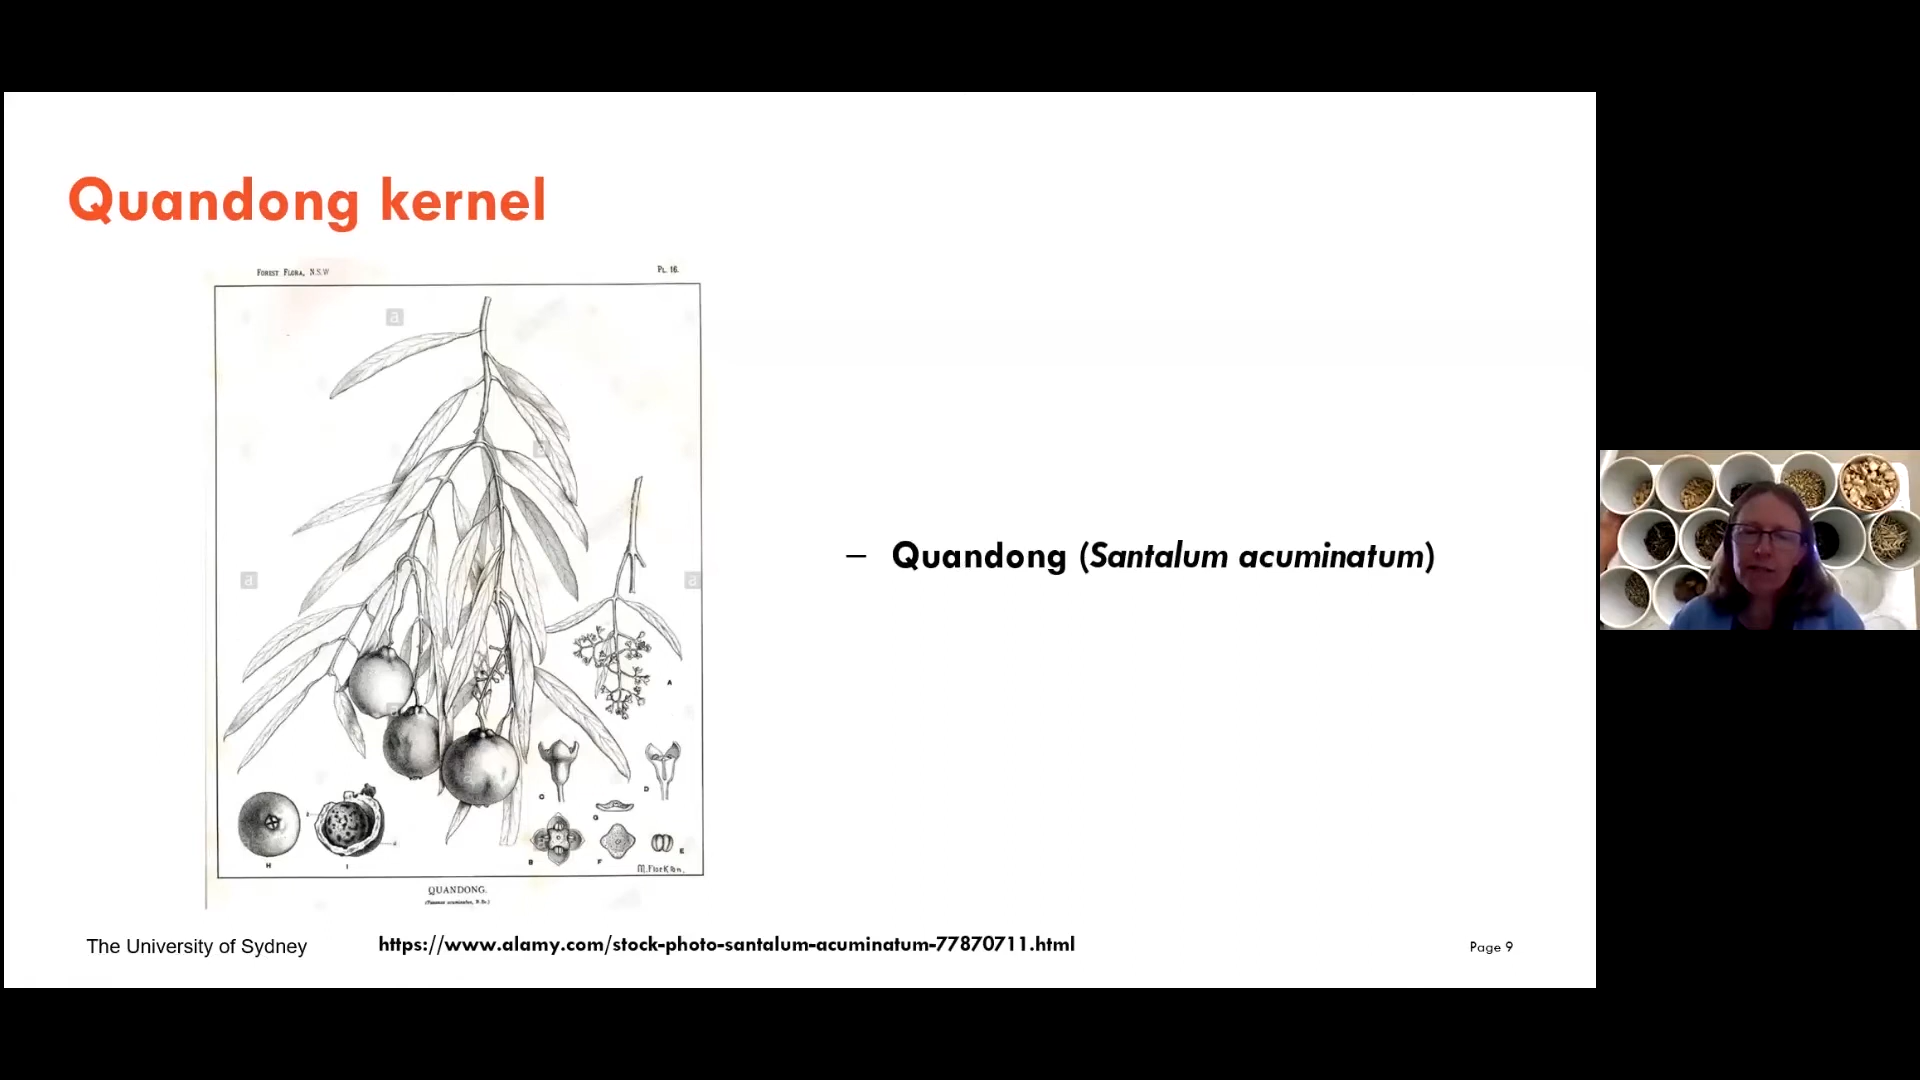 Quandong kernel
FOREST FLORA, N.S.W
PL. 16.
a
a
a
a
A
C
D
G
B
F
E
H
I
M. Flockton.
QUANDONG.
– Quandong (Santalum acuminatum)
The University of Sydney
https://www.alamy.com/stock-photo-santalum-acuminatum-77870711.html
Page 9